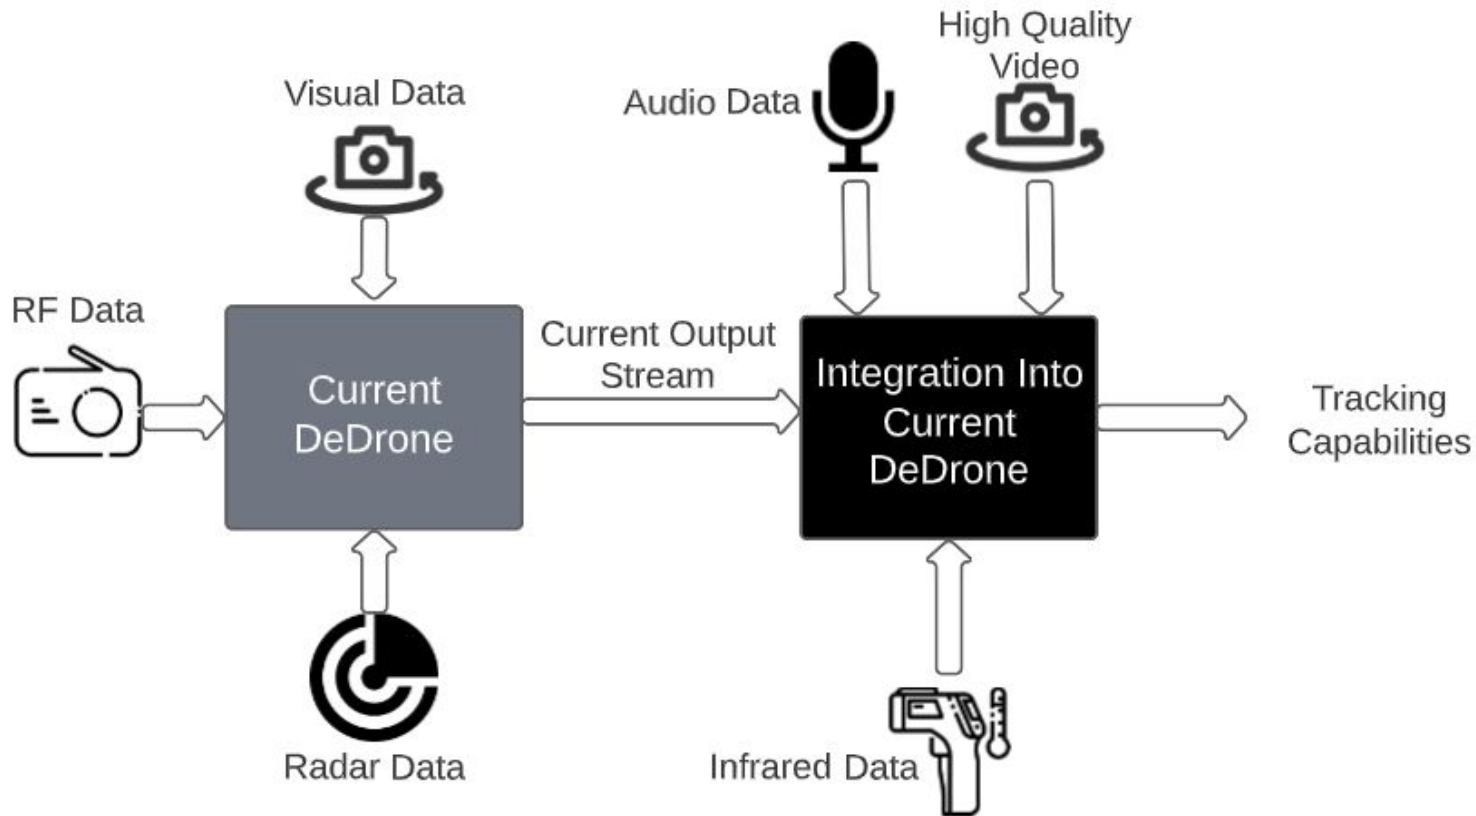 High Quality
Video
Visual Data
Audio Data
RF Data
Current
DeDrone
Current Output
Stream
Integration Into
Current
DeDrone
Tracking
Capabilities
Radar Data
Infrared Data